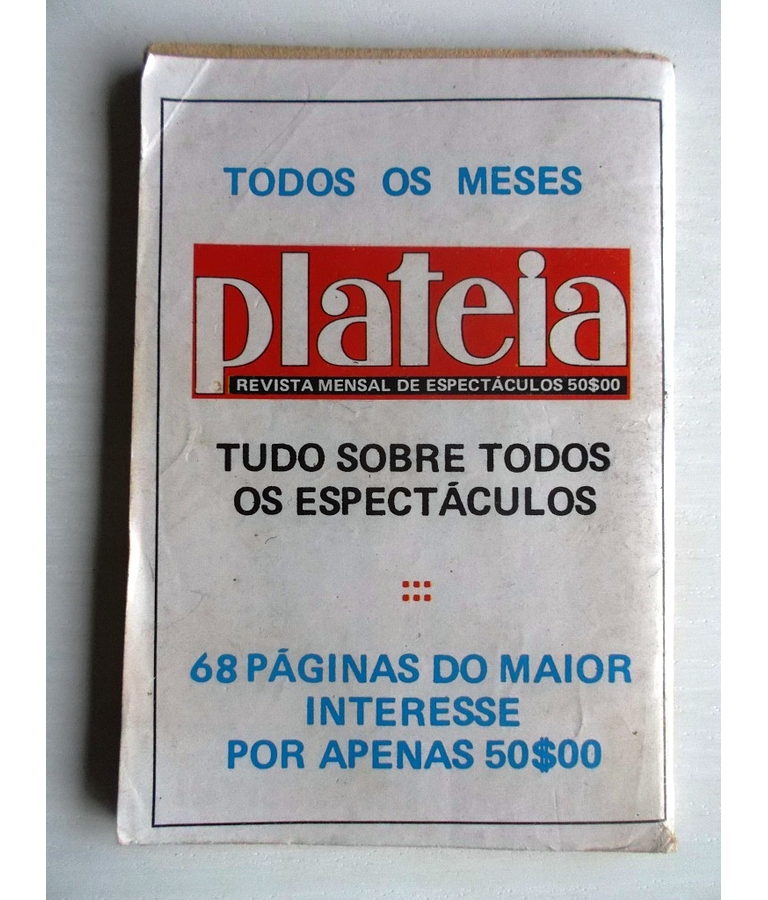 TODOS OS MESES
plateia
REVISTA MENSAL DE ESPECTÁCULOS 50$00
TUDO SOBRE TODOS
OS ESPECTÁCULOS
68 PÁGINAS DO MAIOR
INTERESSE
POR APENAS 50$00